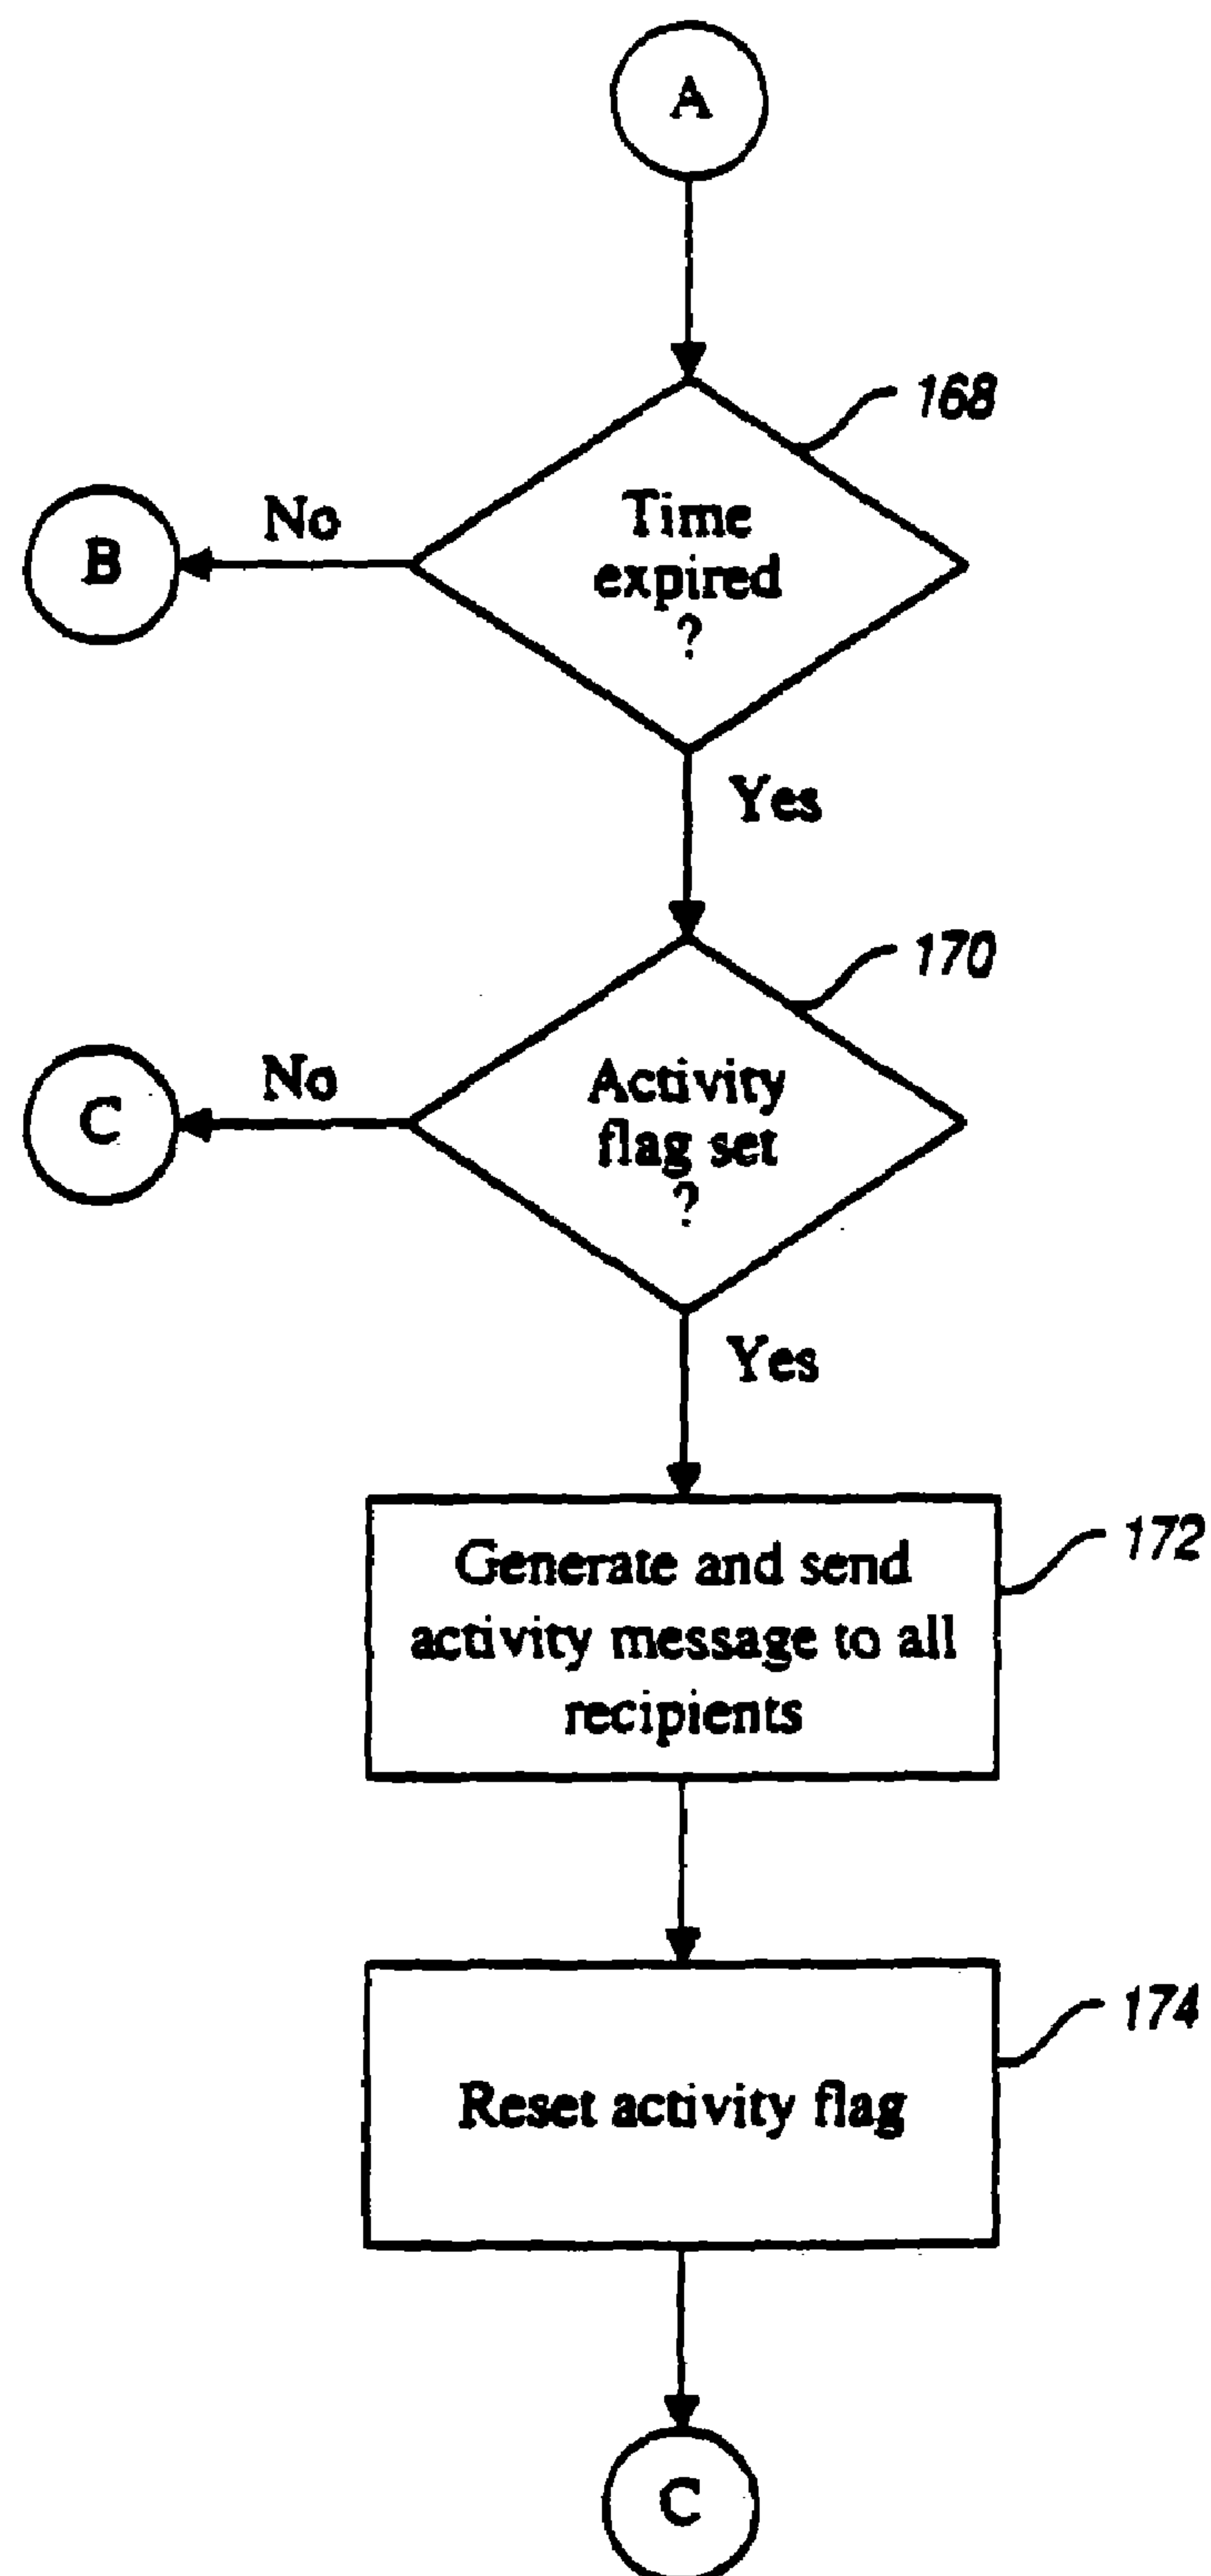 A
168
Time
expired
?
No
B
Yes
170
Activity
flag set
?
No
C
Yes
172
Generate and send
activity message to all
recipients
174
Reset activity flag
C